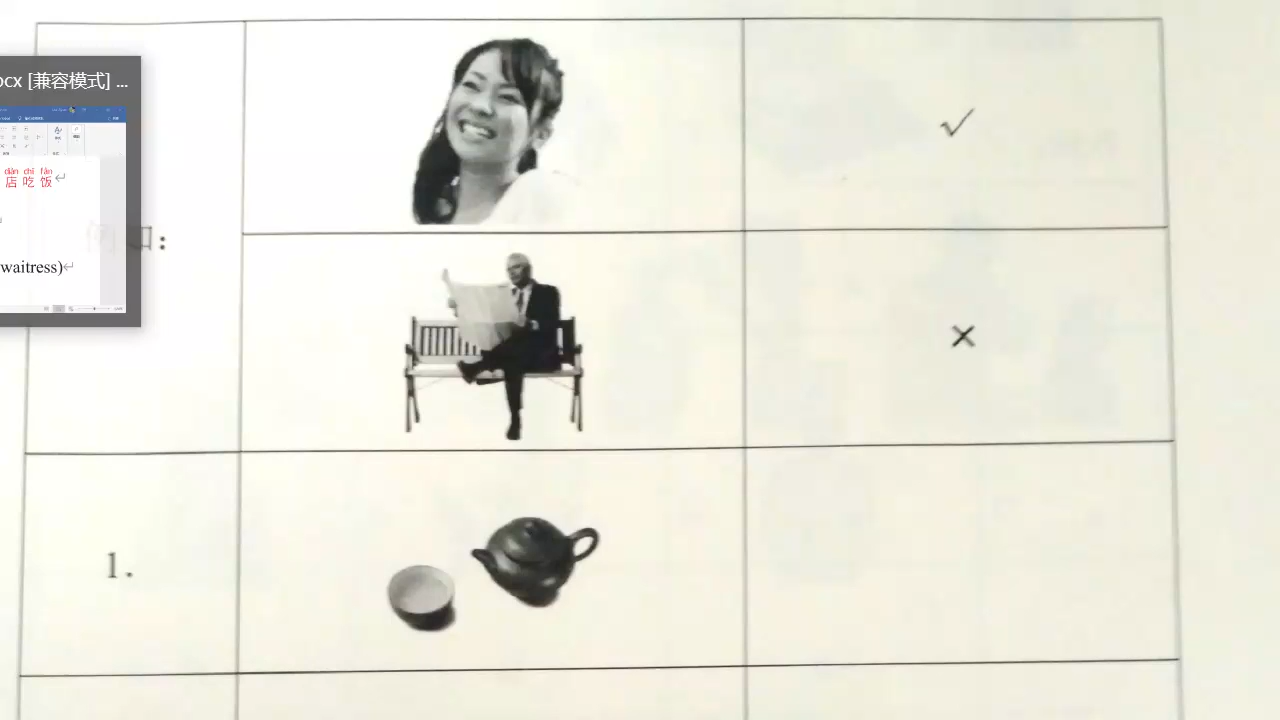 ocx [兼容模式] ...
diàn chī fàn
店 吃 饭
waitress)
例如:
√
×
1.